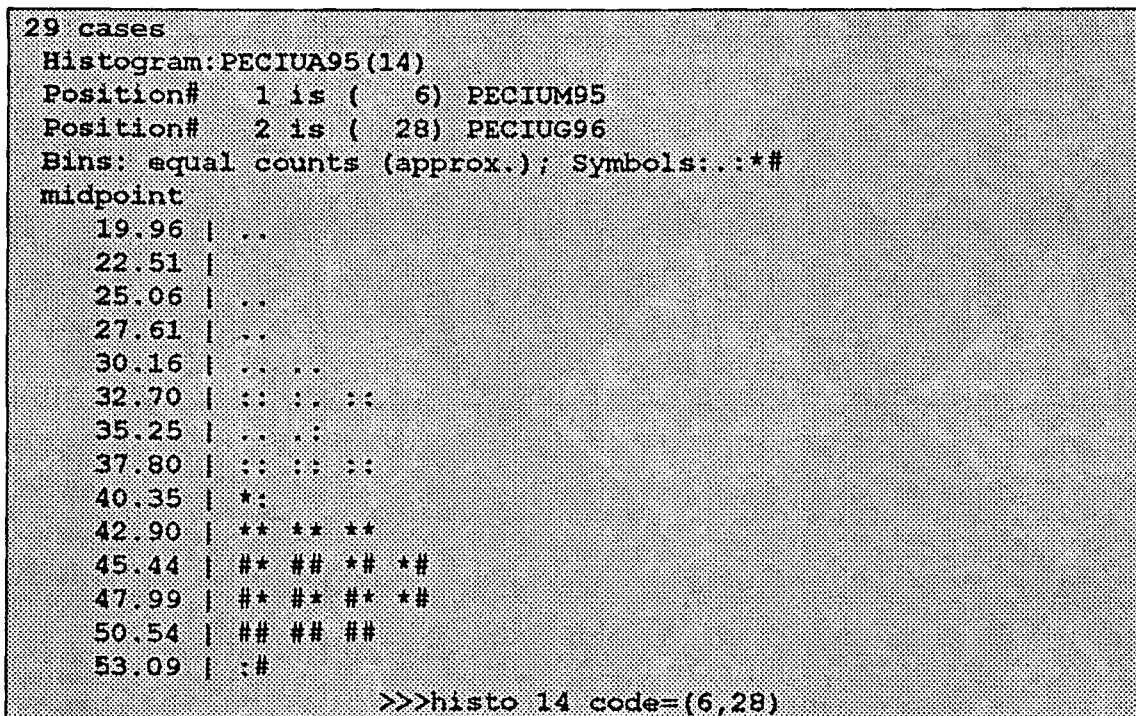 29 cases
Histogram:PECIUA95(14)
Position#   1 is (   6) PECIUM95
Position#   2 is (  28) PECIUG96
Bins: equal counts (approx.); Symbols:.:*#
midpoint
19.96 | ..
22.51 |
25.06 | ..
27.61 | ..
30.16 | .. ..
32.70 | :: :. ::
35.25 | .. .:
37.80 | :: :: ::
40.35 | *:
42.90 | ** ** **
45.44 | #* ## *# *#
47.99 | #* #* #* *#
50.54 | ## ## ##
53.09 | :#
>>>histo 14 code=(6,28)